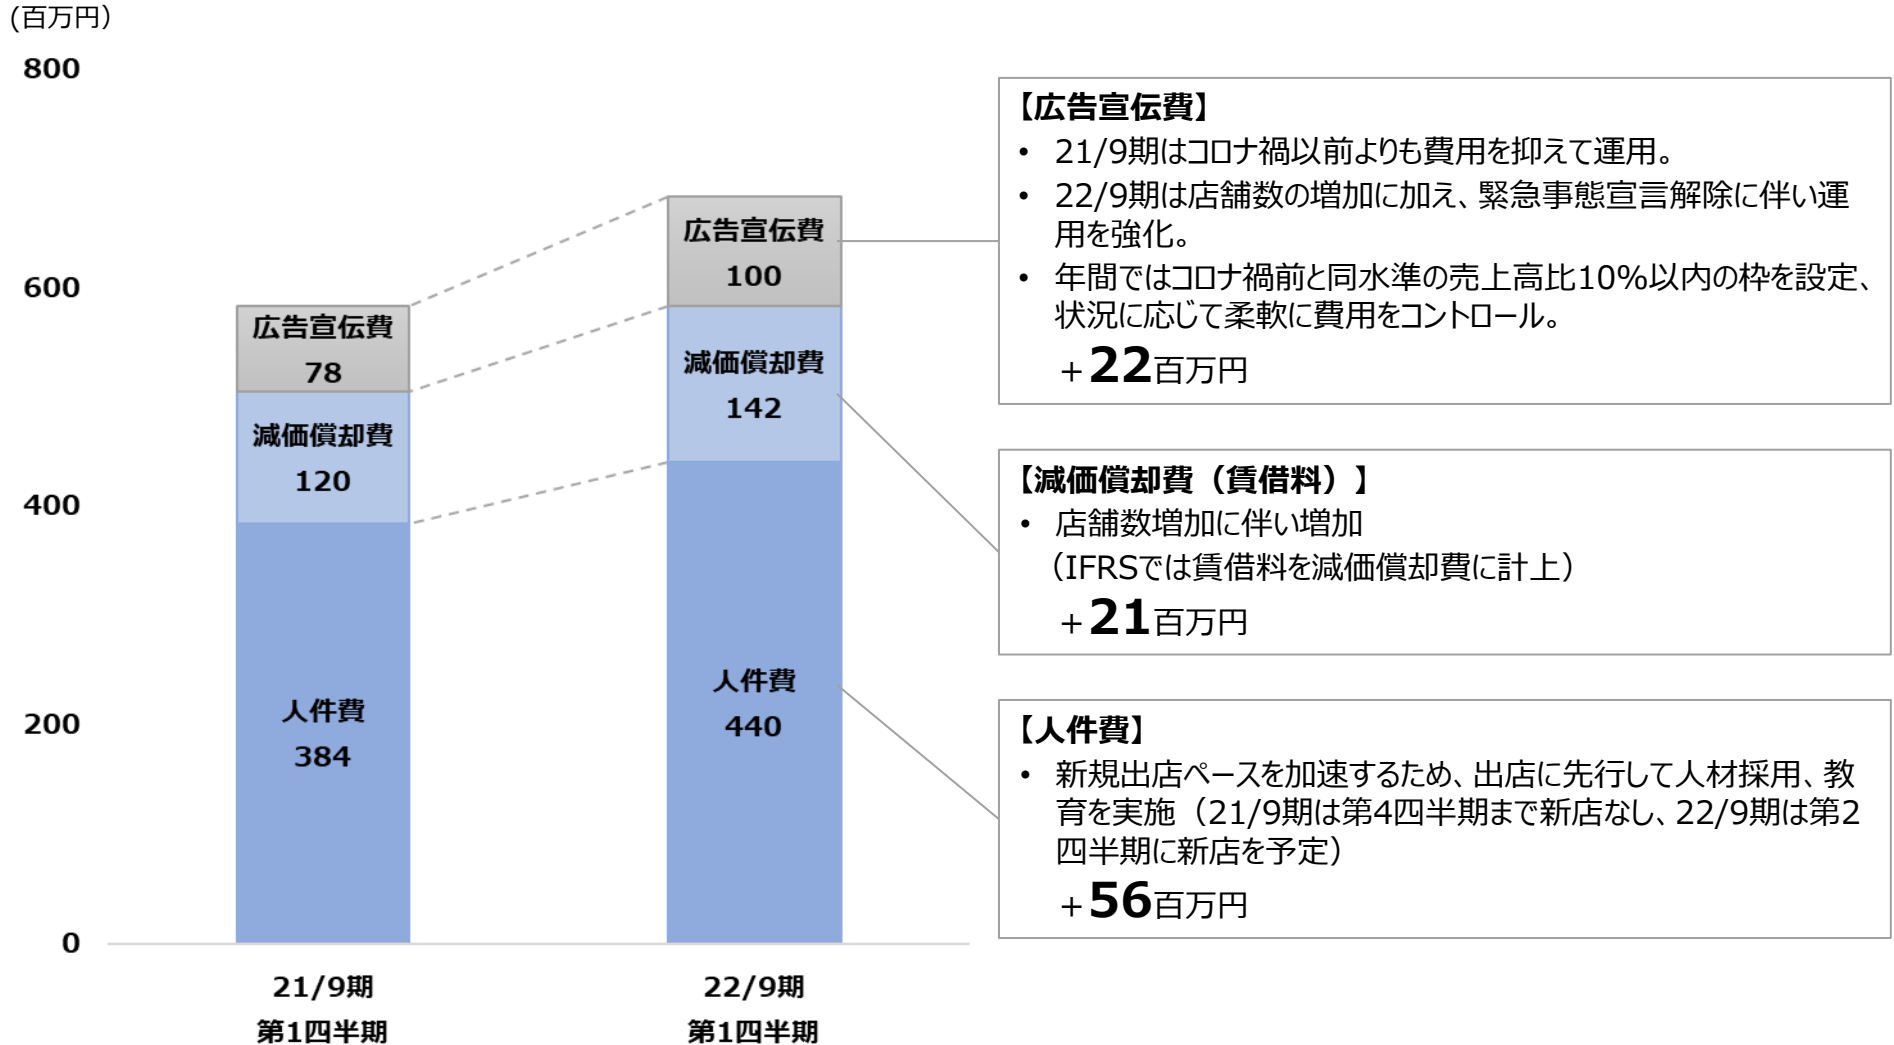 (百万円)
800
600
400
200
0
広告宣伝費
78
減価償却費
120
人件費
384
21/9期
第1四半期
広告宣伝費
100
減価償却費
142
人件費
440
22/9期
第1四半期
【広告宣伝費】
• 21/9期はコロナ禍以前よりも費用を抑えて運用。
• 22/9期は店舗数の増加に加え、緊急事態宣言解除に伴い運
用を強化。
• 年間ではコロナ禍前と同水準の売上高比10%以内の枠を設定、
状況に応じて柔軟に費用をコントロール。
+22百万円
【減価償却費（賃借料）】
• 店舗数増加に伴い増加
（IFRSでは賃借料を減価償却費に計上）
+21百万円
【人件費】
• 新規出店ペースを加速するため、出店に先行して人材採用、教
育を実施（21/9期は第4四半期まで新店なし、22/9期は第2
四半期に新店を予定）
+56百万円